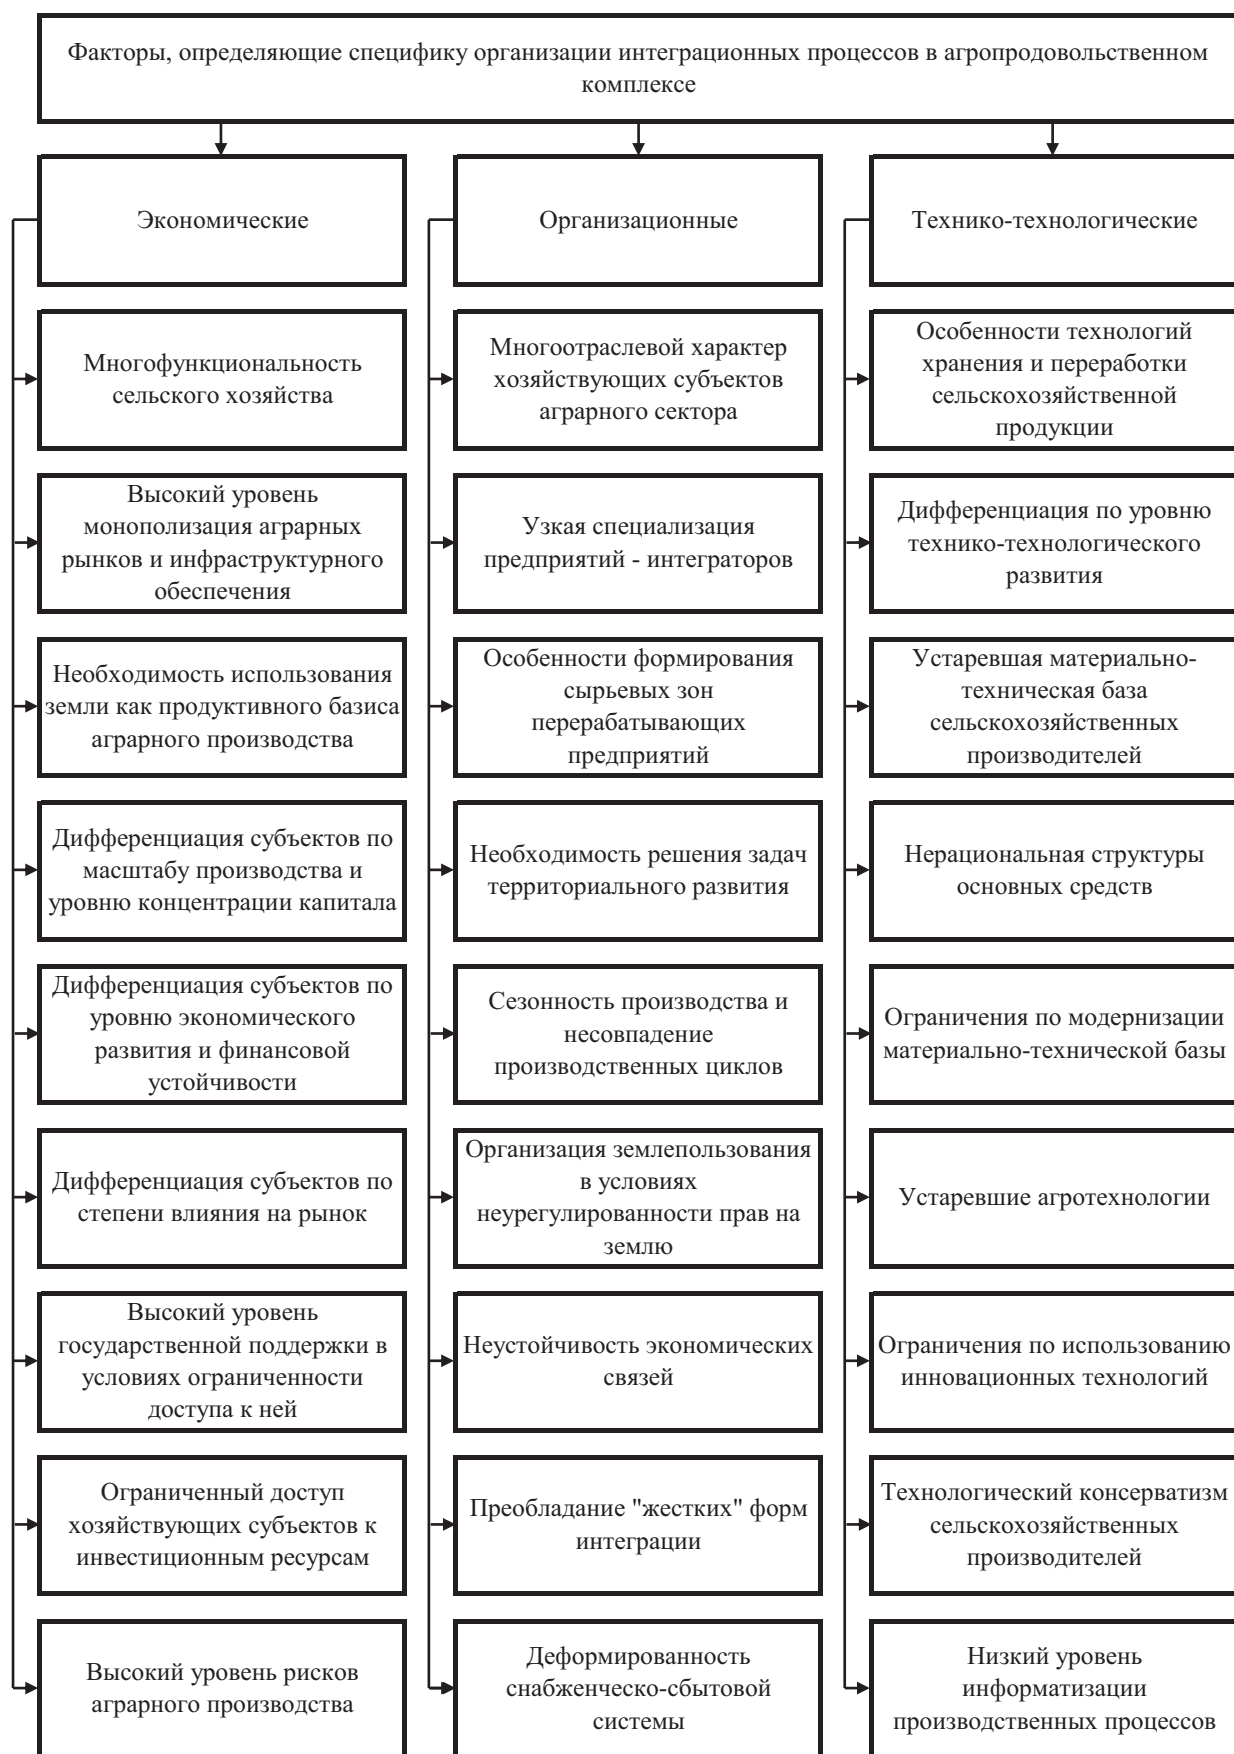 Факторы, определяющие специфику организации интеграционных процессов в агропродовольственном
комплексе
Экономические
Многофункциональность
сельского хозяйства
Высокий уровень
монополизация аграрных
рынков и инфраструктурного
обеспечения
Необходимость использования
земли как продуктивного базиса
аграрного производства
Дифференциация субъектов по
масштабу производства и
уровню концентрации капитала
Дифференциация субъектов по
уровню экономического
развития и финансовой
устойчивости
Дифференциация субъектов по
степени влияния на рынок
Высокий уровень
государственной поддержки в
условиях ограниченности
доступа к ней
Ограниченный доступ
хозяйствующих субъектов к
инвестиционным ресурсам
Высокий уровень рисков
аграрного производства
Организационные
Многоотраслевой характер
хозяйствующих субъектов
аграрного сектора
Узкая специализация
предприятий - интеграторов
Особенности формирования
сырьевых зон
перерабатывающих
предприятий
Необходимость решения задач
территориального развития
Сезонность производства и
несовпадение
производственных циклов
Организация землепользования
в условиях
неурегулированности прав на
землю
Неустойчивость экономических
связей
Преобладание "жестких" форм
интеграции
Деформированность
снабженческо-сбытовой
системы
Технико-технологические
Особенности технологий
хранения и переработки
сельскохозяйственной
продукции
Дифференциация по уровню
технико-технологического
развития
Устаревшая материально-
техническая база
сельскохозяйственных
производителей
Нерациональная структуры
основных средств
Ограничения по модернизации
материально-технической базы
Устаревшие агротехнологии
Ограничения по использованию
инновационных технологий
Технологический консерватизм
сельскохозяйственных
производителей
Низкий уровень
информатизации
производственных процессов